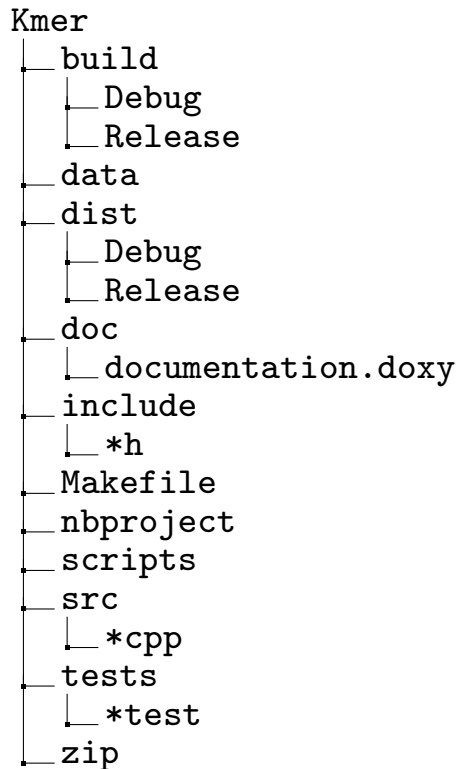 Kmer
build
Debug
Release
data
dist
Debug
Release
doc
documentation.doxy
include
*h
Makefile
nbproject
scripts
src
*cpp
tests
*test
zip